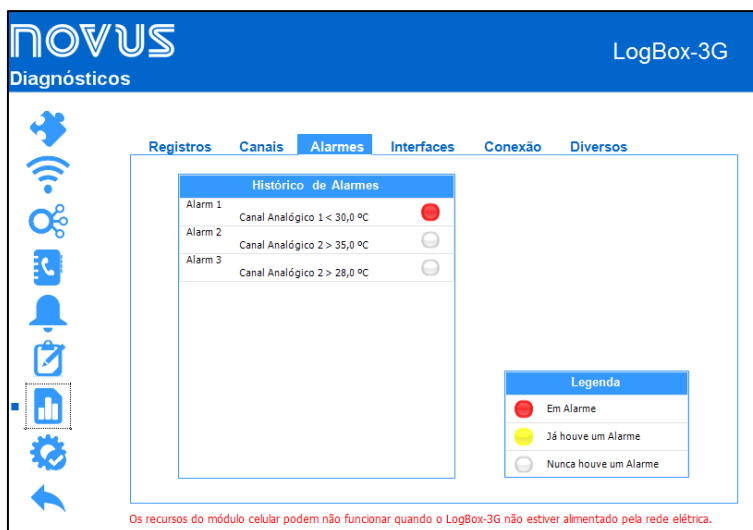 NOVUS
LogBox-3G
Diagnósticos
Registros Canais Alarmes Interfaces Conexão Diversos
Histórico de Alarmes
Alarm 1
Canal Analógico 1 < 30,0 ºC
Alarm 2
Canal Analógico 2 > 35,0 ºC
Alarm 3
Canal Analógico 2 > 28,0 ºC
Legenda
Em Alarme
Já houve um Alarme
Nunca houve um Alarme
Os recursos do módulo celular podem não funcionar quando o LogBox-3G não estiver alimentado pela rede elétrica.